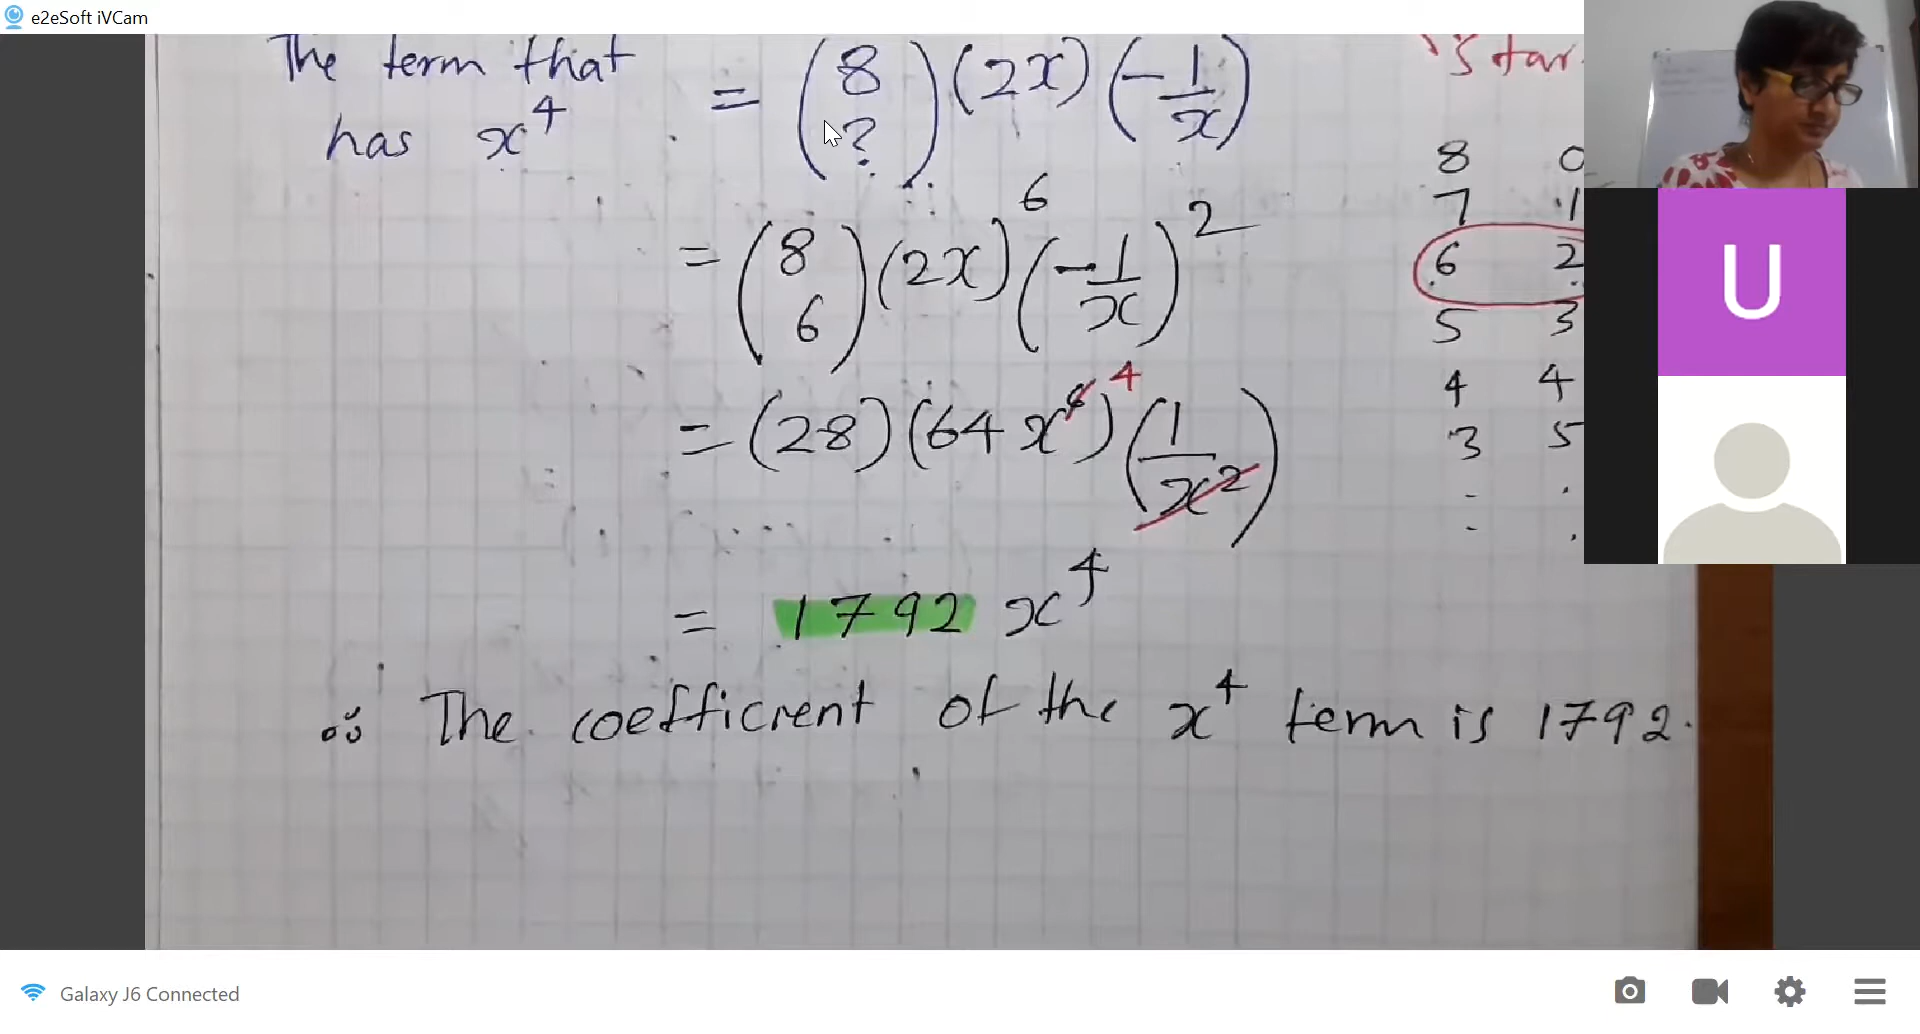 e2eSoft iVCam
The term that has x⁴ = (8 ?) (2x) (-1/x)
= (8 6) (2x)⁶ (-1/x)²
= (28) (64x⁶) 4 (1/x²)
= 1792 x⁴
∴ The coefficient of the x⁴ term is 1792.
8 0
7 1
6 2
5 3
4 4
3 5
U
Galaxy J6 Connected